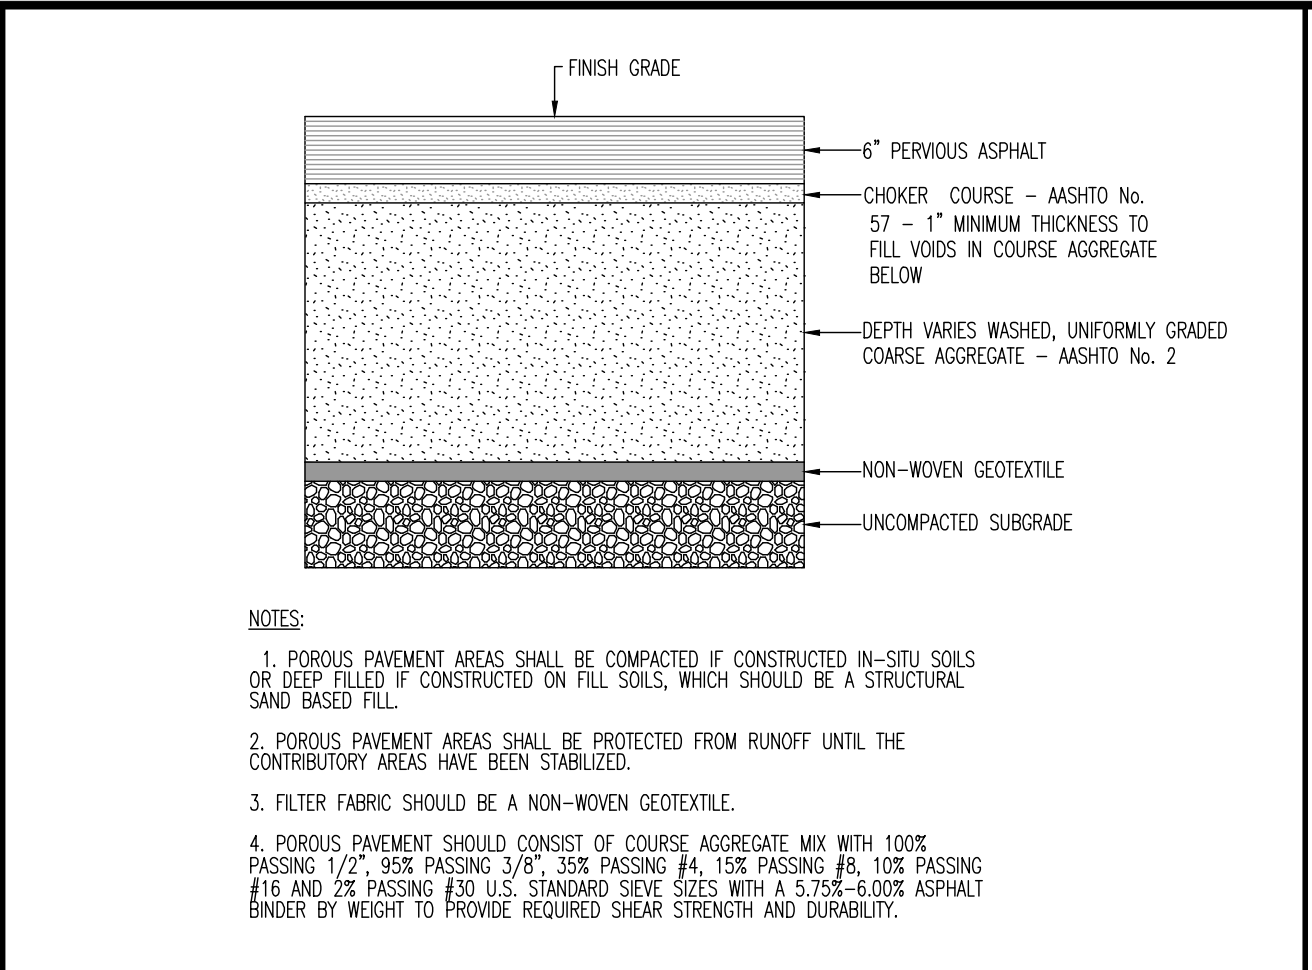 FINISH GRADE
6" PERVIOUS ASPHALT
CHOKER COURSE - AASHTO No.
57 - 1" MINIMUM THICKNESS TO
FILL VOIDS IN COURSE AGGREGATE
BELOW
DEPTH VARIES WASHED, UNIFORMLY GRADED
COARSE AGGREGATE - AASHTO No. 2
NON-WOVEN GEOTEXTILE
UNCOMPACTED SUBGRADE
NOTES:
1. POROUS PAVEMENT AREAS SHALL BE COMPACTED IF CONSTRUCTED IN-SITU SOILS
OR DEEP FILLED IF CONSTRUCTED ON FILL SOILS, WHICH SHOULD BE A STRUCTURAL
SAND BASED FILL.
2. POROUS PAVEMENT AREAS SHALL BE PROTECTED FROM RUNOFF UNTIL THE
CONTRIBUTORY AREAS HAVE BEEN STABILIZED.
3. FILTER FABRIC SHOULD BE A NON-WOVEN GEOTEXTILE.
4. POROUS PAVEMENT SHOULD CONSIST OF COURSE AGGREGATE MIX WITH 100%
PASSING 1/2", 95% PASSING 3/8", 35% PASSING #4, 15% PASSING #8, 10% PASSING
#16 AND 2% PASSING #30 U.S. STANDARD SIEVE SIZES WITH A 5.75%-6.00% ASPHALT
BINDER BY WEIGHT TO PROVIDE REQUIRED SHEAR STRENGTH AND DURABILITY.